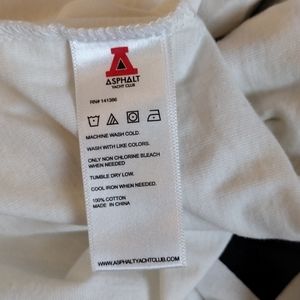 ASPHALT
YACHT CLUB
RN# 141386
MACHINE WASH COLD.
WASH WITH LIKE COLORS.
ONLY NON CHLORINE BLEACH
WHEN NEEDED
TUMBLE DRY LOW.
COOL IRON WHEN NEEDED.
100% COTTON
MADE IN CHINA
WWW.ASPHALTYACHTCLUB.COM